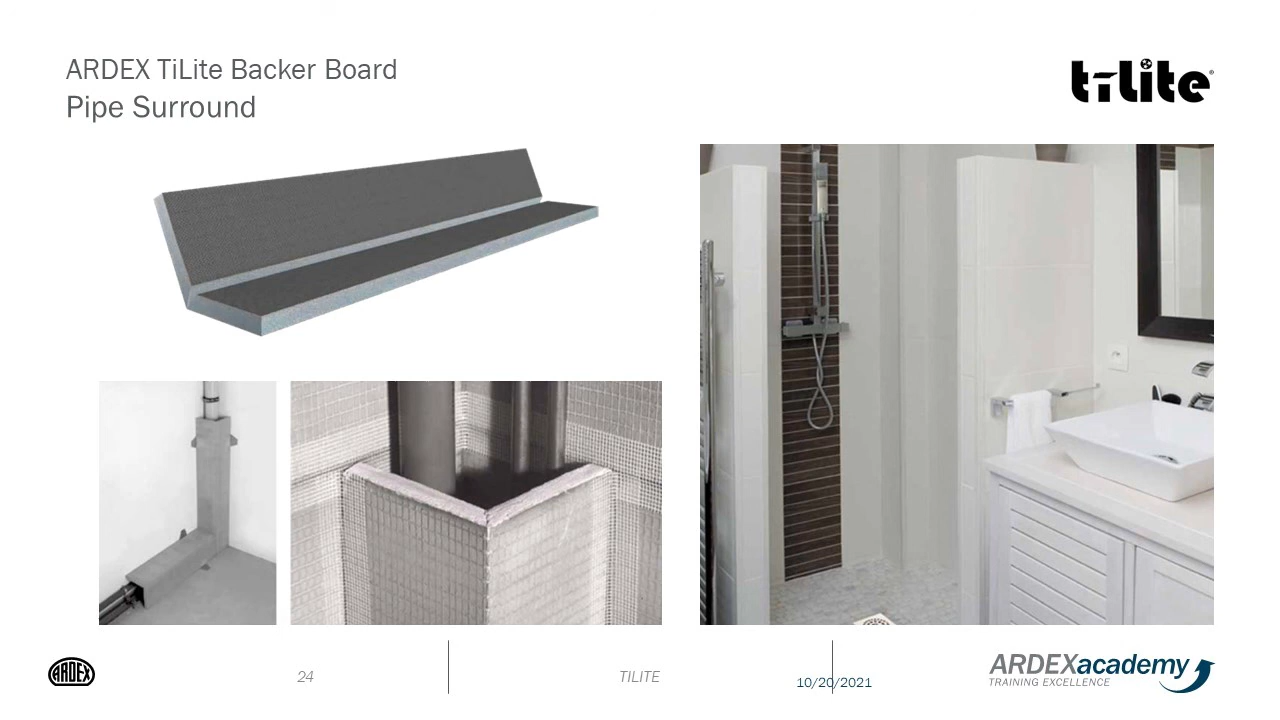 ARDEX TiLite Backer Board
Pipe Surround
tilite®
ARDEX
24
TILITE
10/20/2021
ARDEXacademy
TRAINING EXCELLENCE